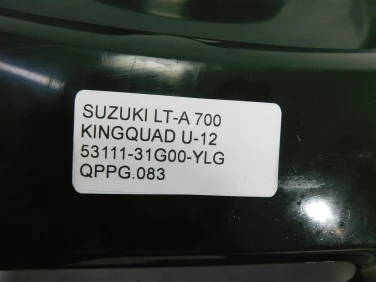 SUZUKI LT-A 700
KINGQUAD U-12
53111-31G00-YLG
QPPG.083